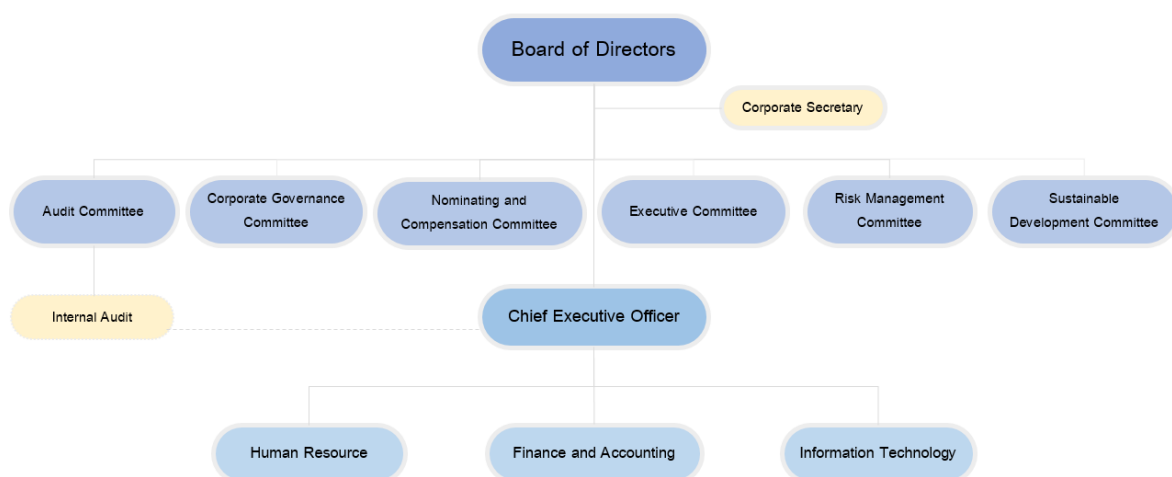 Board of Directors
Corporate Secretary
Audit Committee
Corporate Governance
Committee
Nominating and
Compensation Committee
Executive Committee
Risk Management
Committee
Sustainable
Development Committee
Internal Audit
Chief Executive Officer
Human Resource
Finance and Accounting
Information Technology